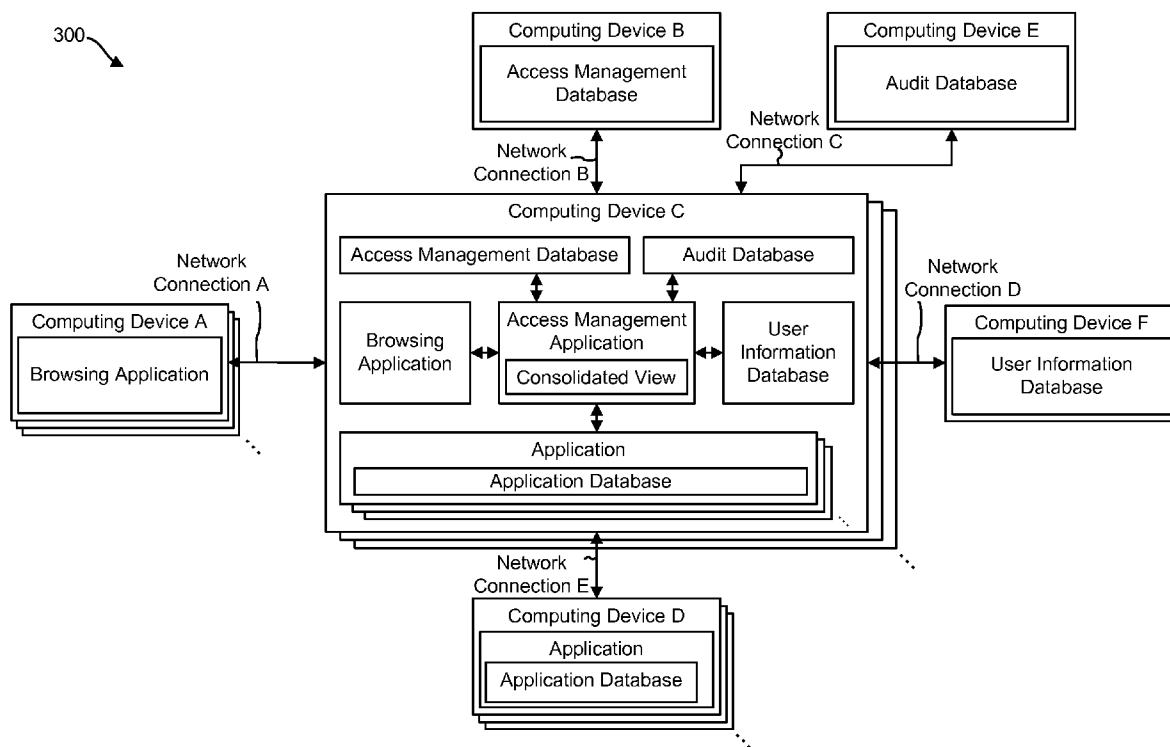 300
Computing Device B
Access Management
Database
Computing Device E
Audit Database
Network
Connection B
Network
Connection C
Computing Device C
Access Management Database
Audit Database
Network
Connection A
Computing Device A
Browsing Application
Browsing
Application
Access Management
Application
Consolidated View
User
Information
Database
Network
Connection D
Computing Device F
User Information
Database
Application
Application Database
Network
Connection E
Computing Device D
Application
Application Database